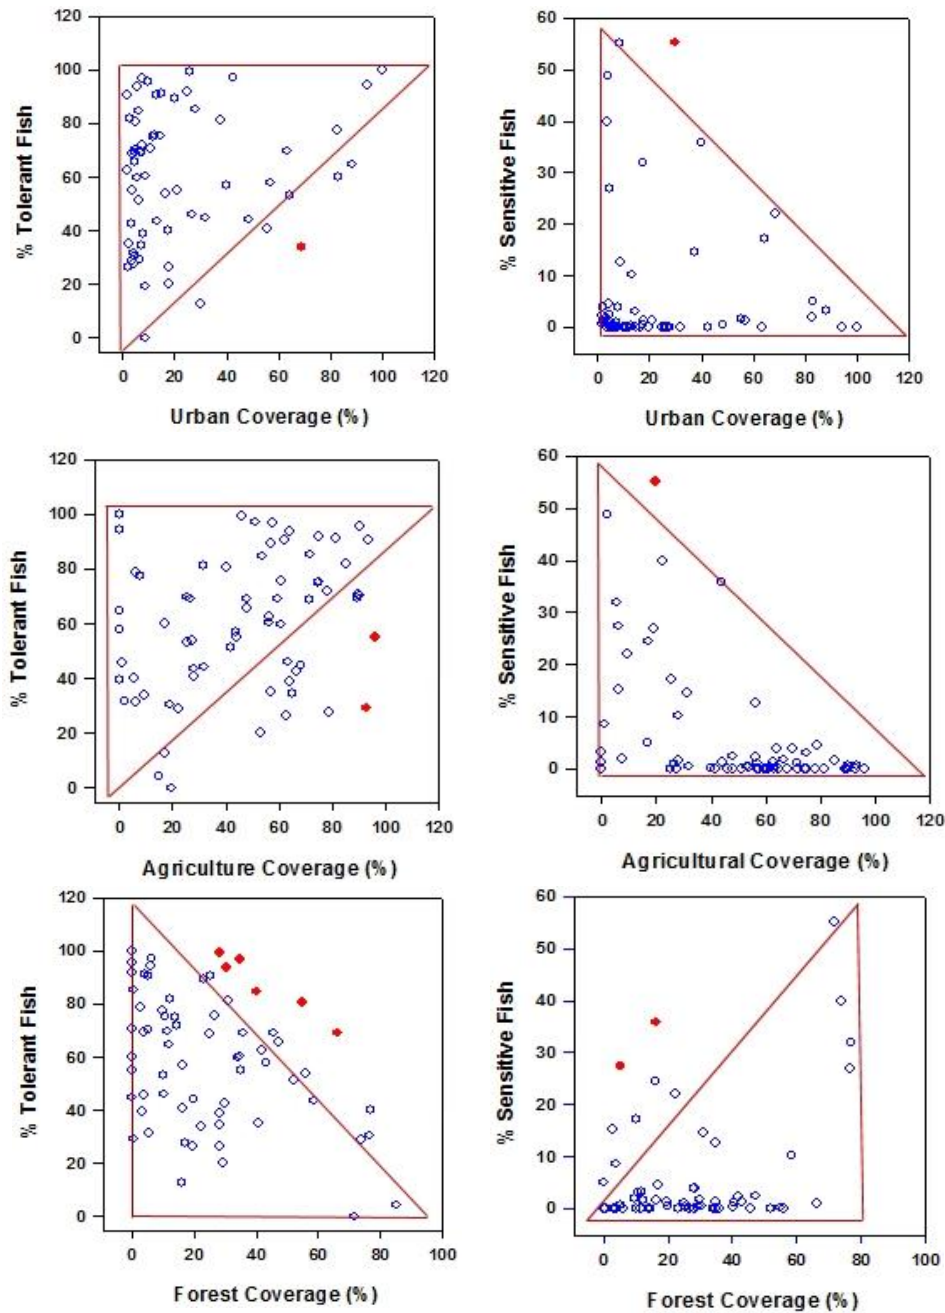 120
100
80
60
40
20
0
% Tolerant Fish
0 20 40 60 80 100 120
Urban Coverage (%)
60
50
40
30
20
10
0
% Sensitive Fish
0 20 40 60 80 100 120
Urban Coverage (%)
120
100
80
60
40
20
0
% Tolerant Fish
0 20 40 60 80 100 120
Agriculture Coverage (%)
60
50
40
30
20
10
0
% Sensitive Fish
0 20 40 60 80 100 120
Agricultural Coverage (%)
120
100
80
60
40
20
0
% Tolerant Fish
0 20 40 60 80 100
Forest Coverage (%)
60
50
40
30
20
10
0
% Sensitive Fish
0 20 40 60 80 100
Forest Coverage (%)